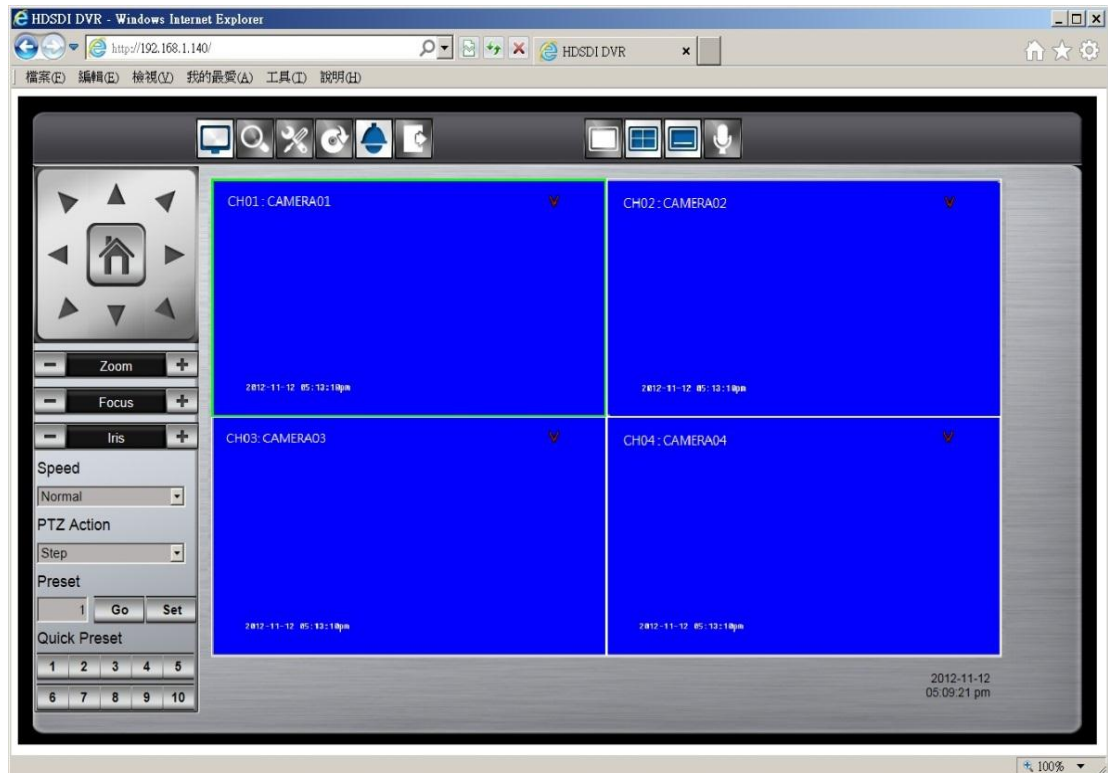 HDSDI DVR - Windows Internet Explorer
http://192.168.1.140/
HDSDI DVR
檔案(F) 編輯(E) 檢視(V) 我的最愛(A) 工具(T) 說明(H)
CH01 : CAMERA01 V
CH02 : CAMERA02 V
2012-11-12 05:13:10pm
2012-11-12 05:13:10pm
CH03: CAMERA03 V
CH04 : CAMERA04 V
2012-11-12 05:13:10pm
2012-11-12 05:13:10pm
Zoom
Focus
Iris
Speed
Normal
PTZ Action
Step
Preset
1 Go Set
Quick Preset
1 2 3 4 5
6 7 8 9 10
2012-11-12
05:09:21 pm
100%